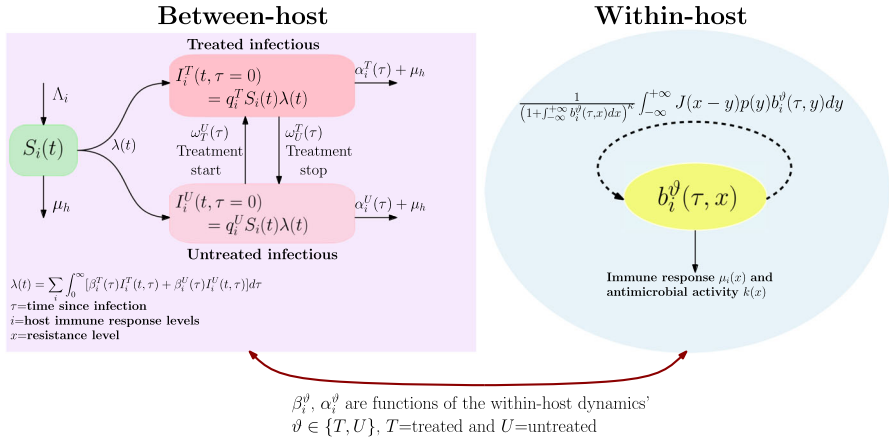 Between-host
Within-host
Treated infectious
I_i^T(t, τ = 0)
= q_i^T S_i(t)λ(t)
α_i^T(τ) + μ_h
Λ_i
S_i(t)
λ(t)
μ_h
ω_T^U(τ)
Treatment
start
ω_U^T(τ)
Treatment
stop
I_i^U(t, τ = 0)
= q_i^U S_i(t)λ(t)
α_i^U(τ) + μ_h
Untreated infectious
λ(t) = ∑_i ∫_0^∞ [β_i^T(τ)I_i^T(t, τ) + β_i^U(τ)I_i^U(t, τ)]dτ
τ=time since infection
i=host immune response levels
x=resistance level
1/(1+∫_{-∞}^{+∞} b_i^ϑ(τ,x)dx)^κ ∫_{-∞}^{+∞} J(x − y)p(y)b_i^ϑ(τ, y)dy
b_i^ϑ(τ, x)
Immune response μ_i(x) and
antimicrobial activity k(x)
β_i^ϑ, α_i^ϑ are functions of the within-host dynamics'
ϑ ∈ {T, U}, T=treated and U=untreated